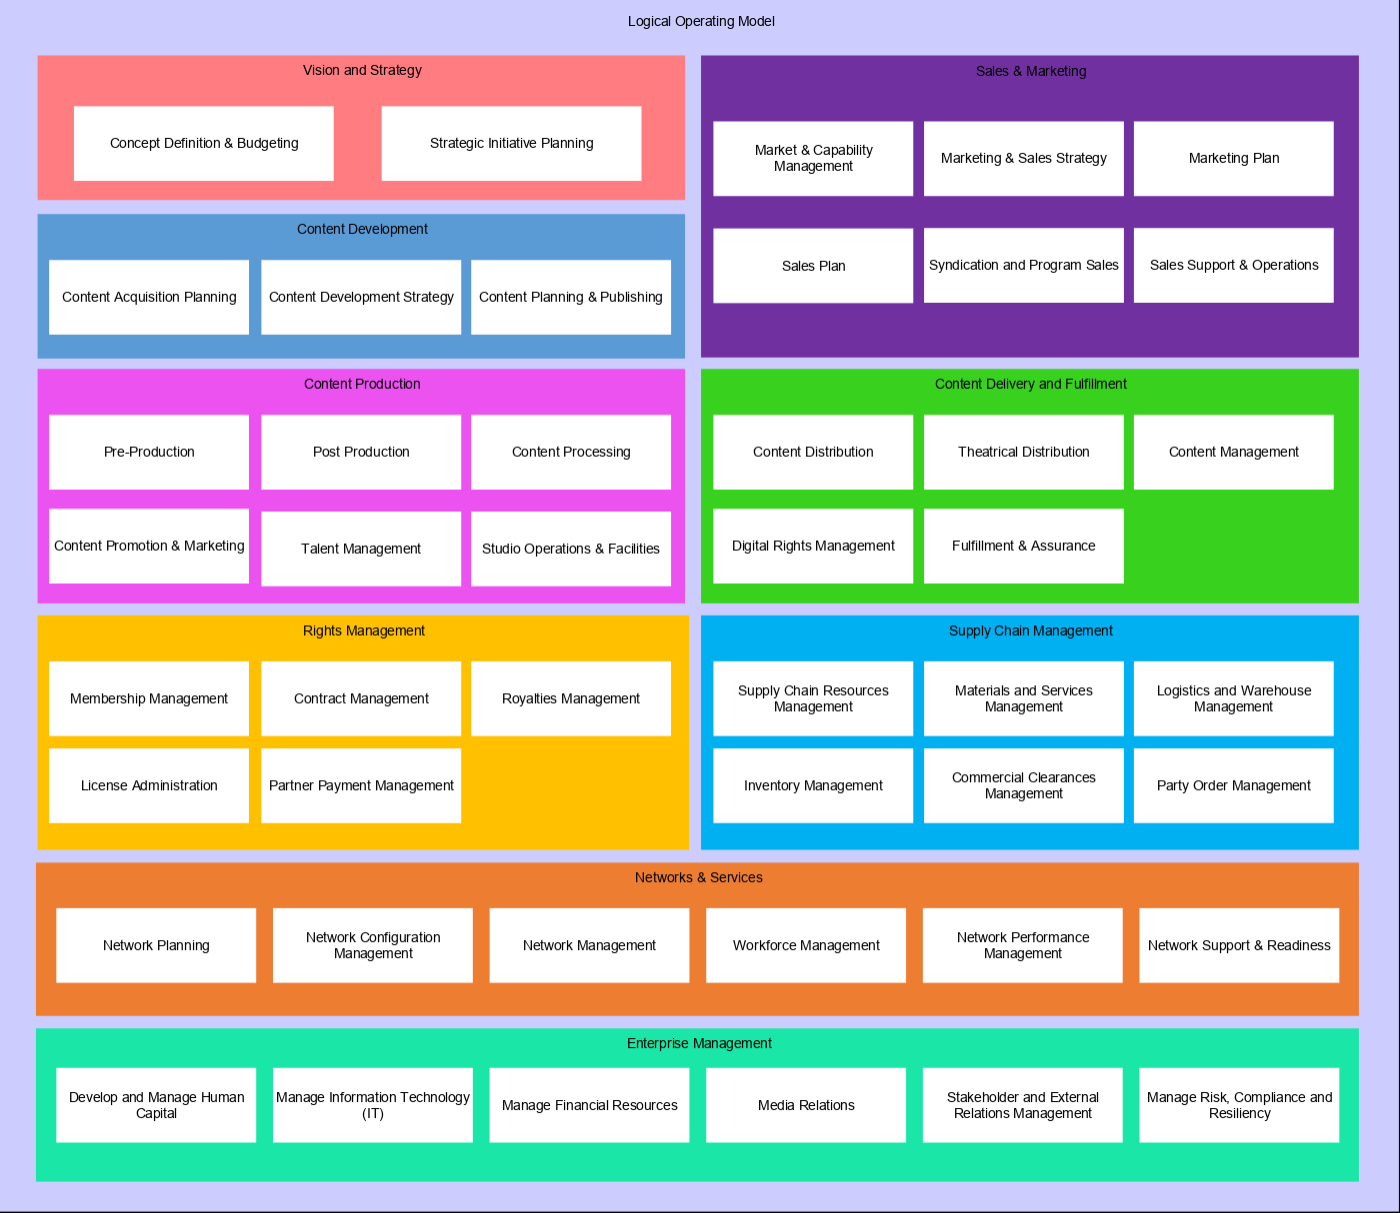 Logical Operating Model
Vision and Strategy
Concept Definition & Budgeting
Strategic Initiative Planning
Sales & Marketing
Market & Capability
Management
Marketing & Sales Strategy
Marketing Plan
Sales Plan
Syndication and Program Sales
Sales Support & Operations
Content Development
Content Acquisition Planning
Content Development Strategy
Content Planning & Publishing
Content Production
Pre-Production
Post Production
Content Processing
Content Promotion & Marketing
Talent Management
Studio Operations & Facilities
Content Delivery and Fulfillment
Content Distribution
Theatrical Distribution
Content Management
Digital Rights Management
Fulfillment & Assurance
Rights Management
Membership Management
Contract Management
Royalties Management
License Administration
Partner Payment Management
Supply Chain Management
Supply Chain Resources
Management
Materials and Services
Management
Logistics and Warehouse
Management
Inventory Management
Commercial Clearances
Management
Party Order Management
Networks & Services
Network Planning
Network Configuration
Management
Network Management
Workforce Management
Network Performance
Management
Network Support & Readiness
Enterprise Management
Develop and Manage Human
Capital
Manage Information Technology
(IT)
Manage Financial Resources
Media Relations
Stakeholder and External
Relations Management
Manage Risk, Compliance and
Resiliency